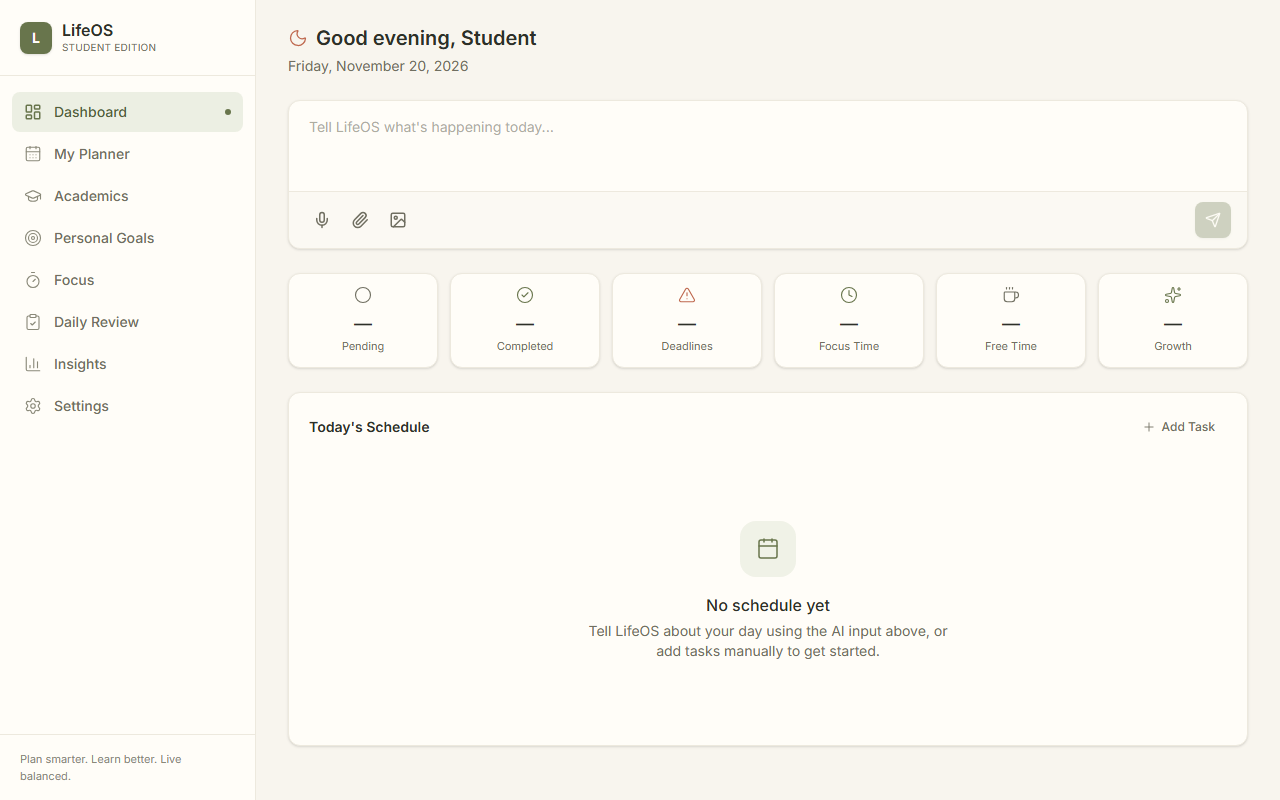 L
LifeOS
STUDENT EDITION
Dashboard
My Planner
Academics
Personal Goals
Focus
Daily Review
Insights
Settings
Plan smarter. Learn better. Live
balanced.
Good evening, Student
Friday, November 20, 2026
Tell LifeOS what's happening today...
— — — — — —
Pending Completed Deadlines Focus Time Free Time Growth
Today's Schedule
Add Task
No schedule yet
Tell LifeOS about your day using the AI input above, or
add tasks manually to get started.